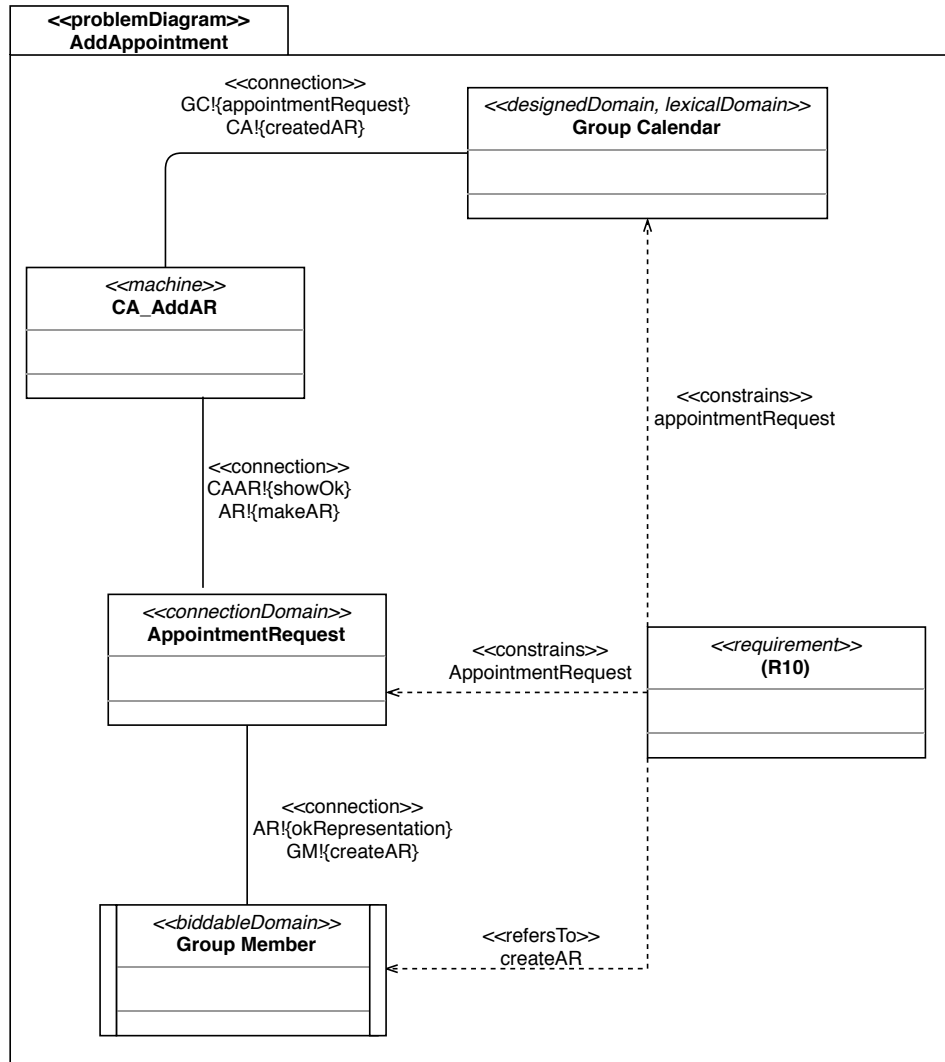 <<problemDiagram>>
AddAppointment
<<connection>>
GC!{appointmentRequest}
CA!{createdAR}
<<designedDomain, lexicalDomain>>
Group Calendar
<<machine>>
CA_AddAR
<<constrains>>
appointmentRequest
<<connection>>
CAAR!{showOk}
AR!{makeAR}
<<connectionDomain>>
AppointmentRequest
<<constrains>>
AppointmentRequest
<<requirement>>
(R10)
<<connection>>
AR!{okRepresentation}
GM!{createAR}
<<biddableDomain>>
Group Member
<<refersTo>>
createAR